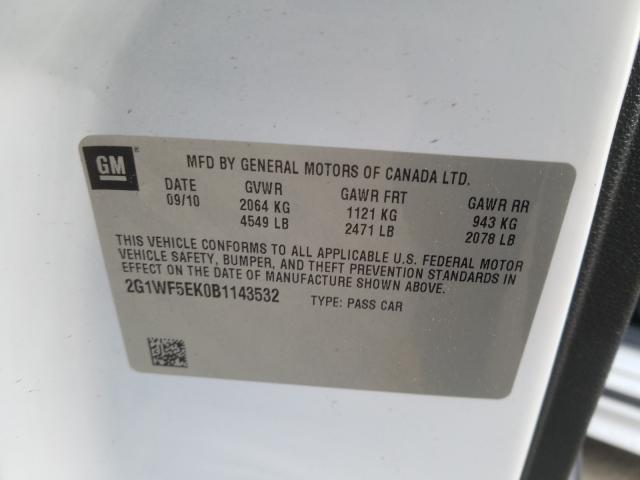 GM
MFD BY GENERAL MOTORS OF CANADA LTD.
DATE GVWR GAWR FRT GAWR RR
09/10 2064 KG 1121 KG 943 KG
4549 LB 2471 LB 2078 LB
THIS VEHICLE CONFORMS TO ALL APPLICABLE U.S. FEDERAL MOTOR
VEHICLE SAFETY, BUMPER, AND THEFT PREVENTION STANDARDS IN
EFFECT ON THE DATE OF MANUFACTURE SHOWN ABOVE.
2G1WF5EK0B1143532 TYPE: PASS CAR